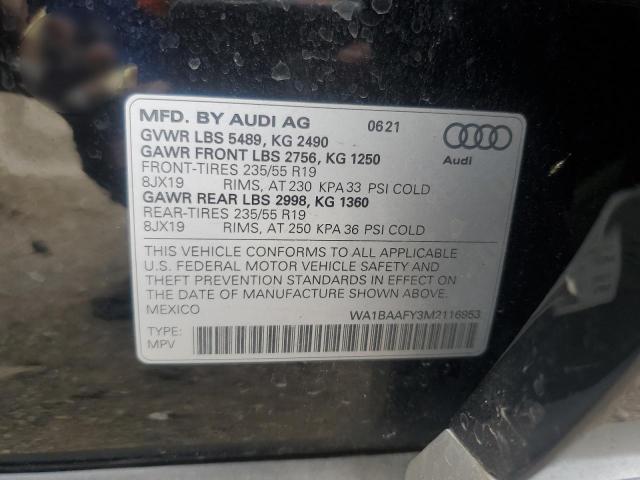 MFD. BY AUDI AG 0621
GVWR LBS 5489, KG 2490
GAWR FRONT LBS 2756, KG 1250
Audi
FRONT-TIRES 235/55 R19
8JX19 RIMS, AT 230 KPA 33 PSI COLD
GAWR REAR LBS 2998, KG 1360
REAR-TIRES 235/55 R19
8JX19 RIMS, AT 250 KPA 36 PSI COLD
THIS VEHICLE CONFORMS TO ALL APPLICABLE
U.S. FEDERAL MOTOR VEHICLE SAFETY AND
THEFT PREVENTION STANDARDS IN EFFECT ON
THE DATE OF MANUFACTURE SHOWN ABOVE.
MEXICO
WA1BAAFY3M2116953
TYPE:
MPV